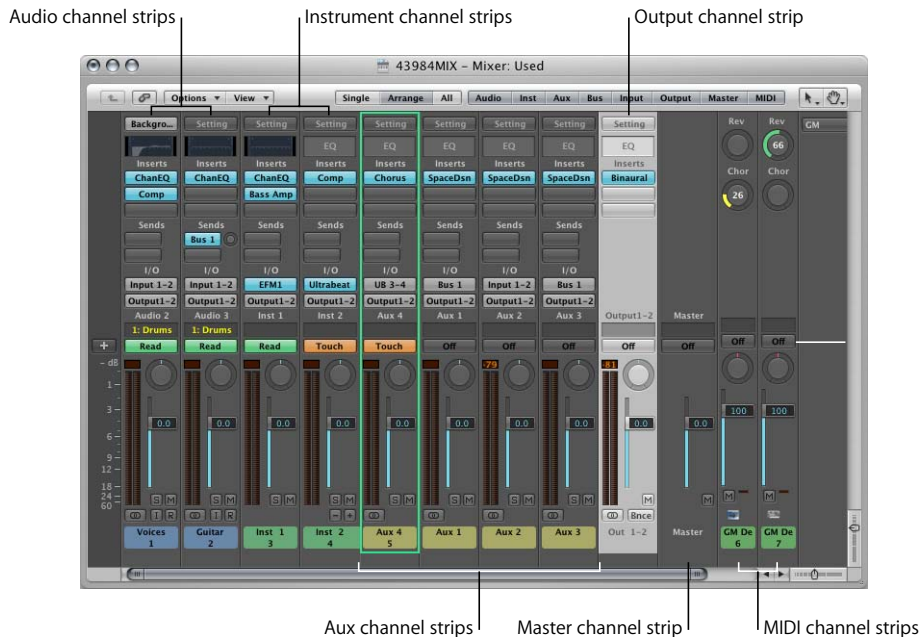 Audio channel strips Instrument channel strips Output channel strip
43984MIX – Mixer: Used
Options View Single Arrange All Audio Inst Aux Bus Input Output Master MIDI
Backgro... Setting Setting Setting Setting Setting Setting Setting Setting Rev Rev GM
EQ EQ EQ EQ EQ EQ 66
Inserts Inserts Inserts Inserts Inserts Inserts Inserts Inserts Inserts
ChanEQ ChanEQ ChanEQ Comp Chorus SpaceDsn SpaceDsn SpaceDsn Binaural Chor Chor
Comp Bass Amp 26
Sends Sends Sends Sends Sends Sends Sends Sends
Bus 1
I/O I/O I/O I/O I/O I/O I/O I/O
Input 1-2 Input 1-2 EFM1 Ultrabeat UB 3-4 Bus 1 Input 1-2 Bus 1
Output1-2 Output1-2 Output1-2 Output1-2 Output1-2 Output1-2 Output1-2 Output1-2
Audio 2 Audio 3 Inst 1 Inst 2 Aux 4 Aux 1 Aux 2 Aux 3 Output1-2 Master
1: Drums 1: Drums
+ Read Read Read Touch Touch Off Off Off Off Off Off Off
- dB -79 -81
1
3 100 100
0.0 0.0 0.0 0.0 0.0 0.0 0.0 0.0 0.0 0.0
6
9
12
18
24 S M S M S M S M S M S M S M S M M M M M
60
I R I R - + Bnce
Voices Guitar Inst 1 Inst 2 Aux 4 Aux 1 Aux 2 Aux 3 Out 1-2 Master GM De GM De
1 2 3 4 5 6 7
Aux channel strips Master channel strip MIDI channel strips